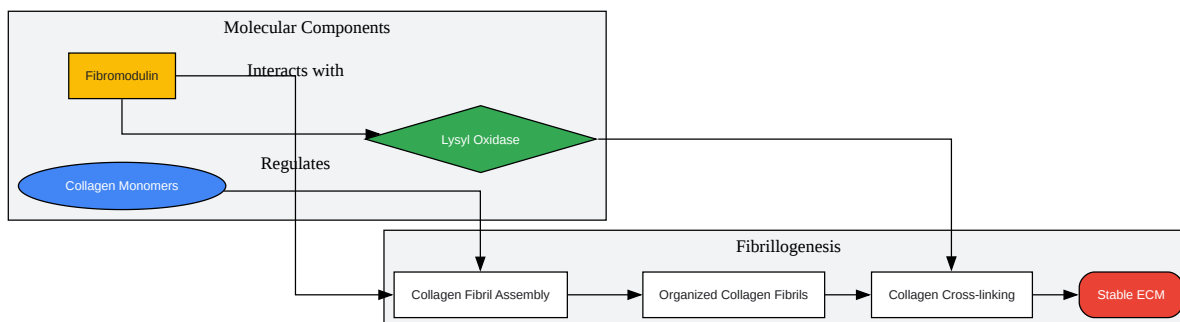 Molecular Components
Fibromodulin
Interacts with
Lysyl Oxidase
Regulates
Collagen Monomers
Fibrillogenesis
Collagen Fibril Assembly
Organized Collagen Fibrils
Collagen Cross-linking
Stable ECM